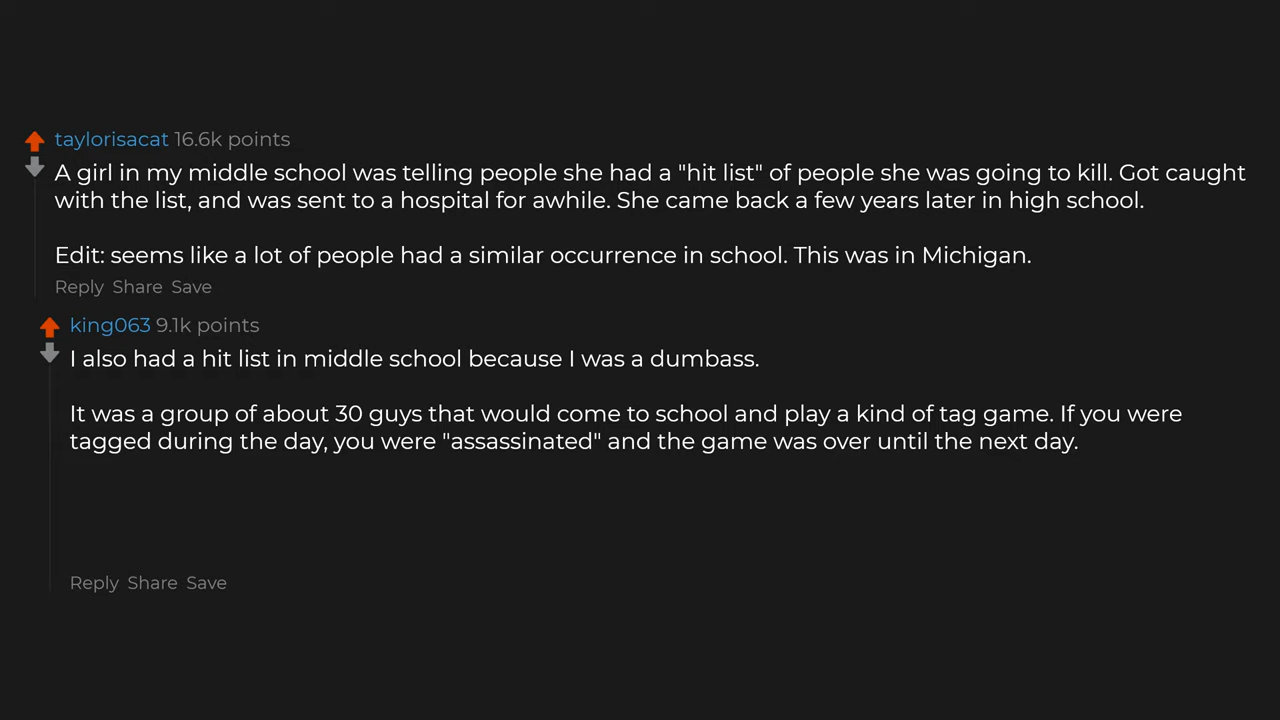 taylorisacat 16.6k points
A girl in my middle school was telling people she had a "hit list" of people she was going to kill. Got caught
with the list, and was sent to a hospital for awhile. She came back a few years later in high school.
Edit: seems like a lot of people had a similar occurrence in school. This was in Michigan.
Reply Share Save
king063 9.1k points
I also had a hit list in middle school because I was a dumbass.
It was a group of about 30 guys that would come to school and play a kind of tag game. If you were
tagged during the day, you were "assassinated" and the game was over until the next day.
Reply Share Save